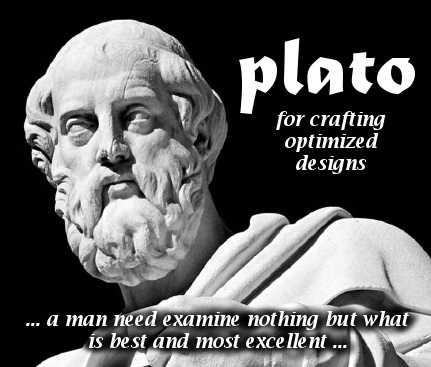 plato
for crafting
optimized
designs
... a man need examine nothing but what
is best and most excellent ...